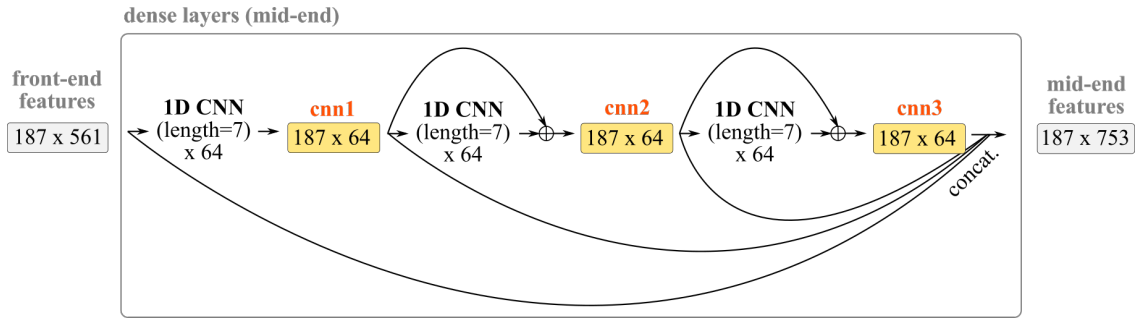 dense layers (mid-end)
front-end
features
187 x 561
1D CNN
(length=7)
x 64
cnn1
187 x 64
1D CNN
(length=7)
x 64
cnn2
187 x 64
1D CNN
(length=7)
x 64
cnn3
187 x 64
concat.
mid-end
features
187 x 753